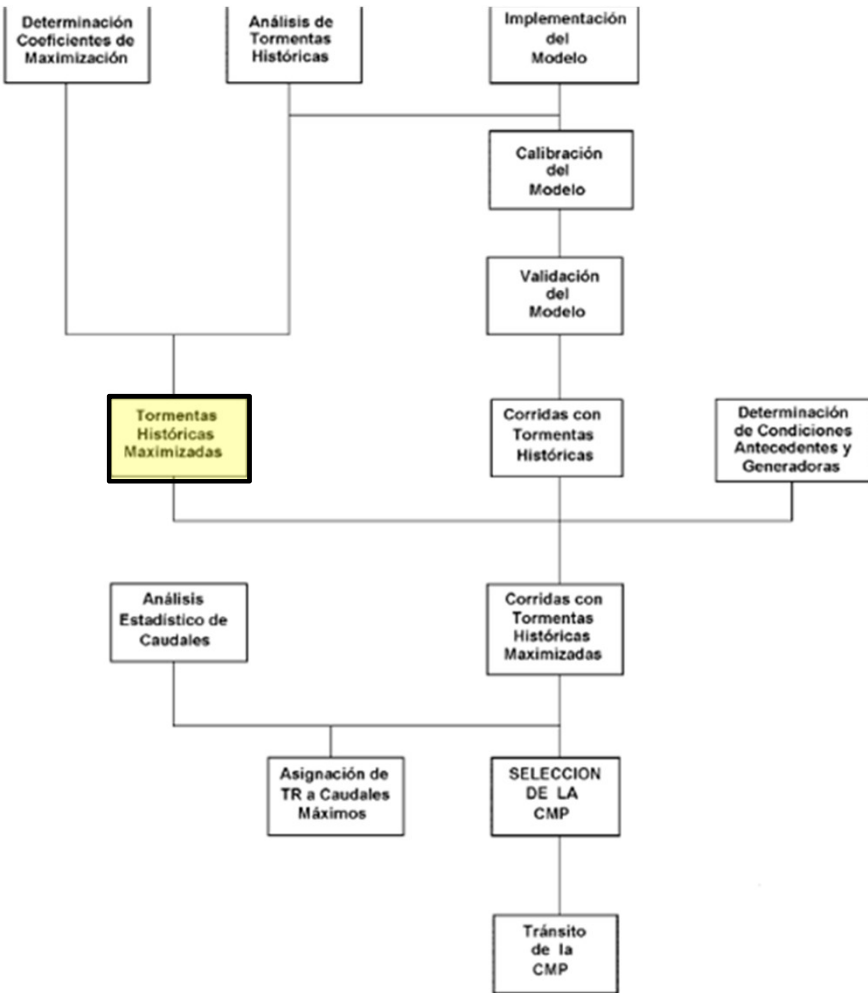 Determinación
Coeficientes de
Maximización
Análisis de
Tormentas
Históricas
Implementación
del
Modelo
Calibración
del
Modelo
Validación
del
Modelo
Tormentas
Históricas
Maximizadas
Corridas con
Tormentas
Históricas
Determinación
de Condiciones
Antecedentes y
Generadoras
Análisis
Estadístico de
Caudales
Corridas con
Tormentas
Históricas
Maximizadas
Asignación de
TR a Caudales
Máximos
SELECCION
DE LA
CMP
Tránsito
de la
CMP